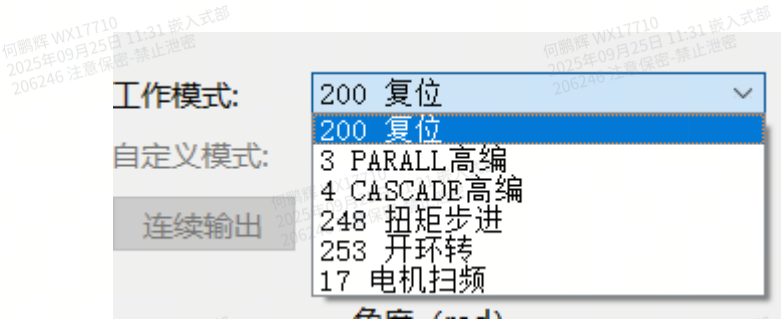 何鹏辉 WX17710
2025年09月25日 11:31 嵌入式部
206246 注意保密-禁止泄密
何鹏辉 WX17710
2025年09月25日 11:31 嵌入式部
206246 注意保密-禁止泄密
工作模式:
200 复位
200 复位
自定义模式:
3 PARALL高编
4 CASCADE高编
连续输出
248 扭矩步进
253 开环转
17 电机扫频
角度 (rad)